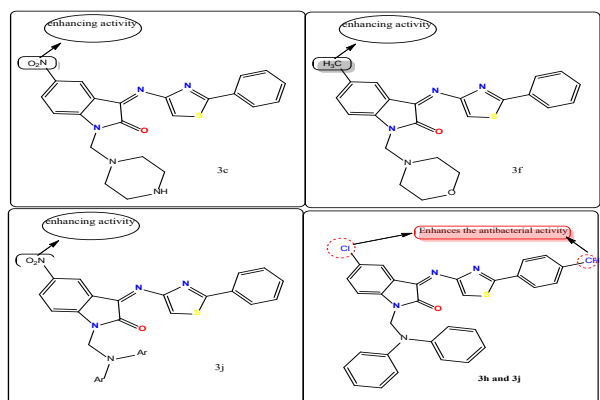 enhancing activity
O₂N
N
N
S
N
O
N
NH
3c
enhancing activity
H₃C
N
N
S
N
O
N
O
3f
enhancing activity
O₂N
N
N
S
N
O
N
Ar
Ar
3j
Enhances the antibacterial activity
Cl
N
N
S
N
O
N
3h and 3j